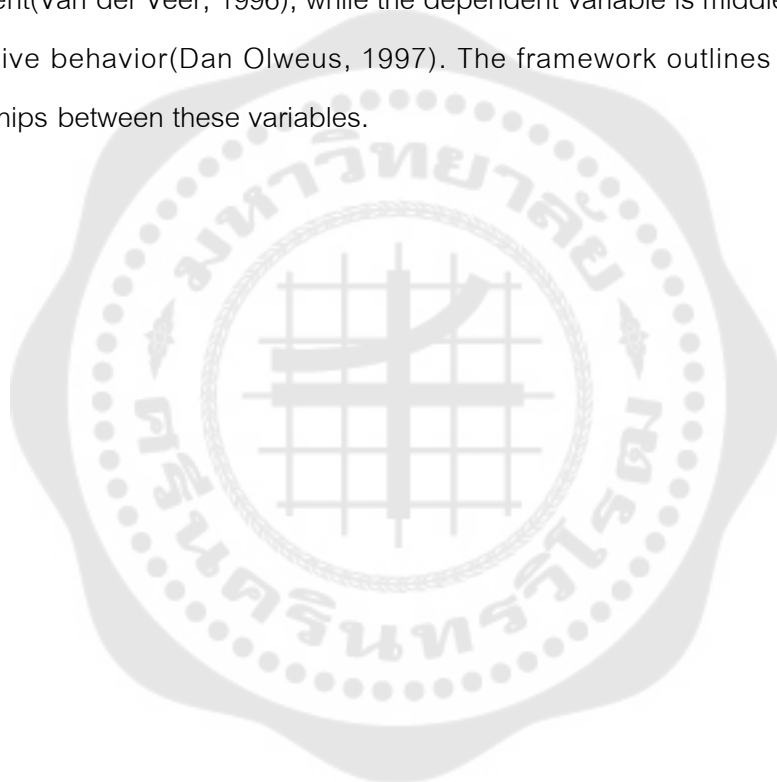 ent(Van der Veer, 1996), while the dependent variable is middle
ive behavior(Dan Olweus, 1997). The framework outlines
hips between these variables.
มหาวิทยาลัย
ศรีนครินทรวิโรฒ